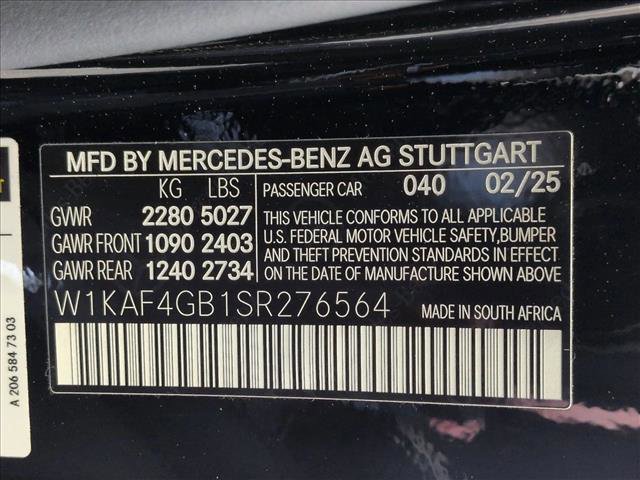 MFD BY MERCEDES-BENZ AG STUTTGART
KG LBS
GVWR 2280 5027
GAWR FRONT 1090 2403
GAWR REAR 1240 2734
PASSENGER CAR 040 02/25
THIS VEHICLE CONFORMS TO ALL APPLICABLE
U.S. FEDERAL MOTOR VEHICLE SAFETY,BUMPER
AND THEFT PREVENTION STANDARDS IN EFFECT
ON THE DATE OF MANUFACTURE SHOWN ABOVE.
W1KAF4GB1SR276564 MADE IN SOUTH AFRICA
A 206 584 73 03